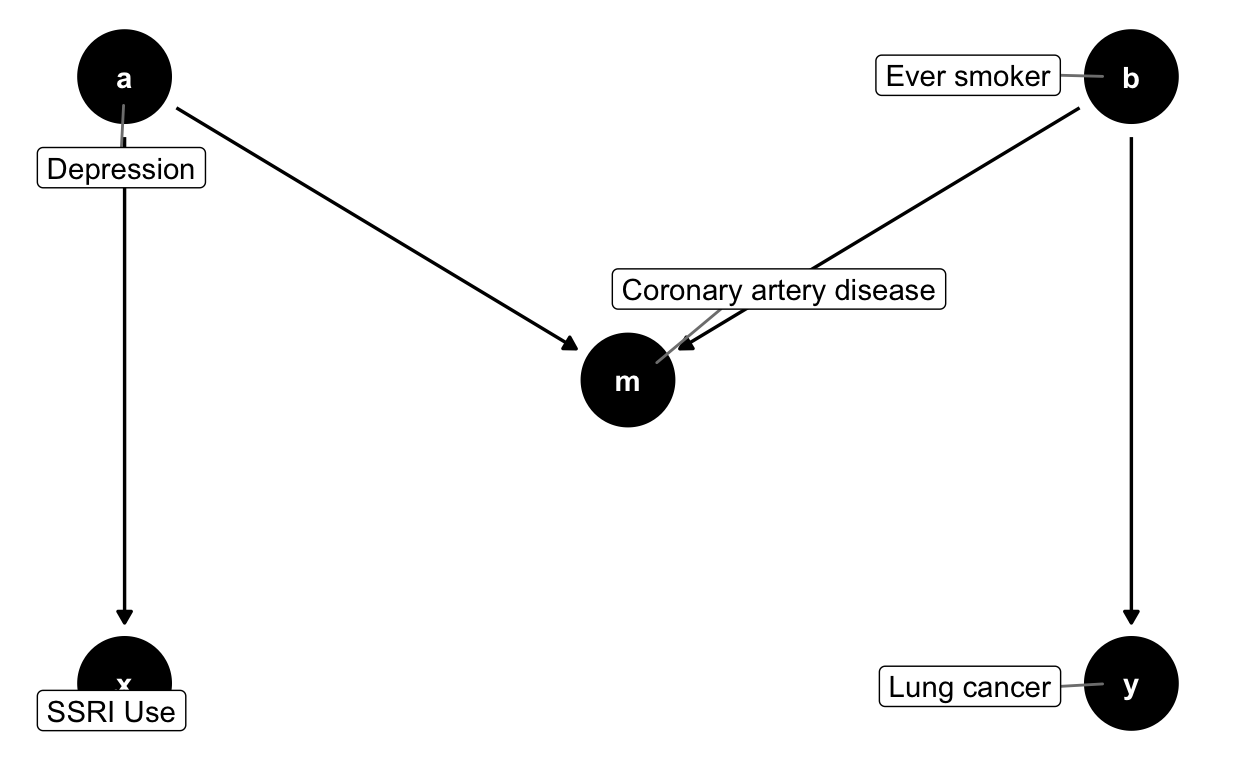 a
Ever smoker
b
Depression
Coronary artery disease
m
x
SSRI Use
Lung cancer
y